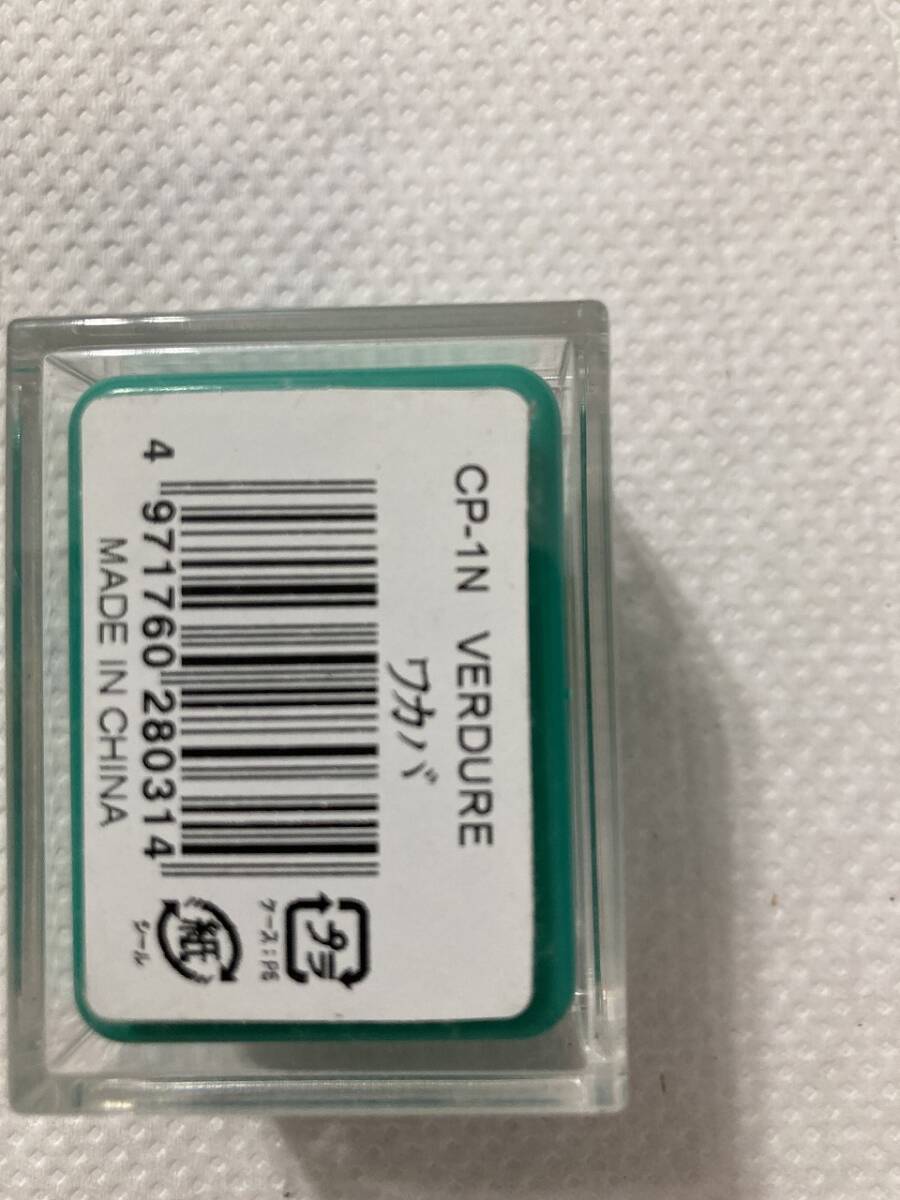 CP-1N VERDURE
ワカバ
4 971760 280314
MADE IN CHINA
プラ
ケース:PS
紙
シール